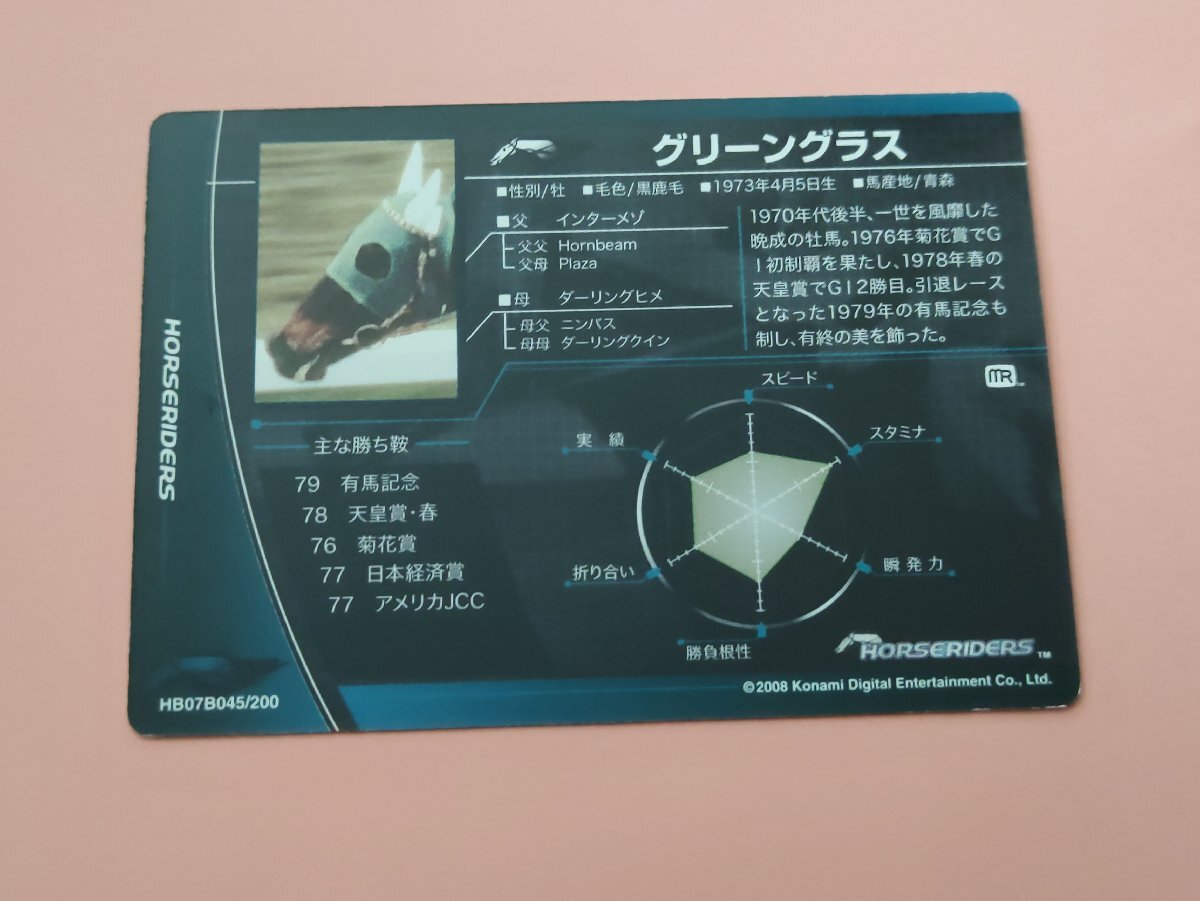 グリーングラス
■性別/牡 ■毛色/黒鹿毛 ■1973年4月5日生 ■馬産地/青森
■父 インターメゾ
父父 Hornbeam
父母 Plaza
■母 ダーリングヒメ
母父 ニンバス
母母 ダーリングクイン
1970年代後半、一世を風靡した
晩成の牡馬。1976年菊花賞でG
I初制覇を果たし、1978年春の
天皇賞でGI2勝目。引退レース
となった1979年の有馬記念も
制し、有終の美を飾った。
MR
HORSERIDERS
主な勝ち鞍
79 有馬記念
78 天皇賞・春
76 菊花賞
77 日本経済賞
77 アメリカJCC
スピード
スタミナ
瞬発力
勝負根性
折り合い
実績
HORSERIDERS™
©2008 Konami Digital Entertainment Co., Ltd.
HB07B045/200